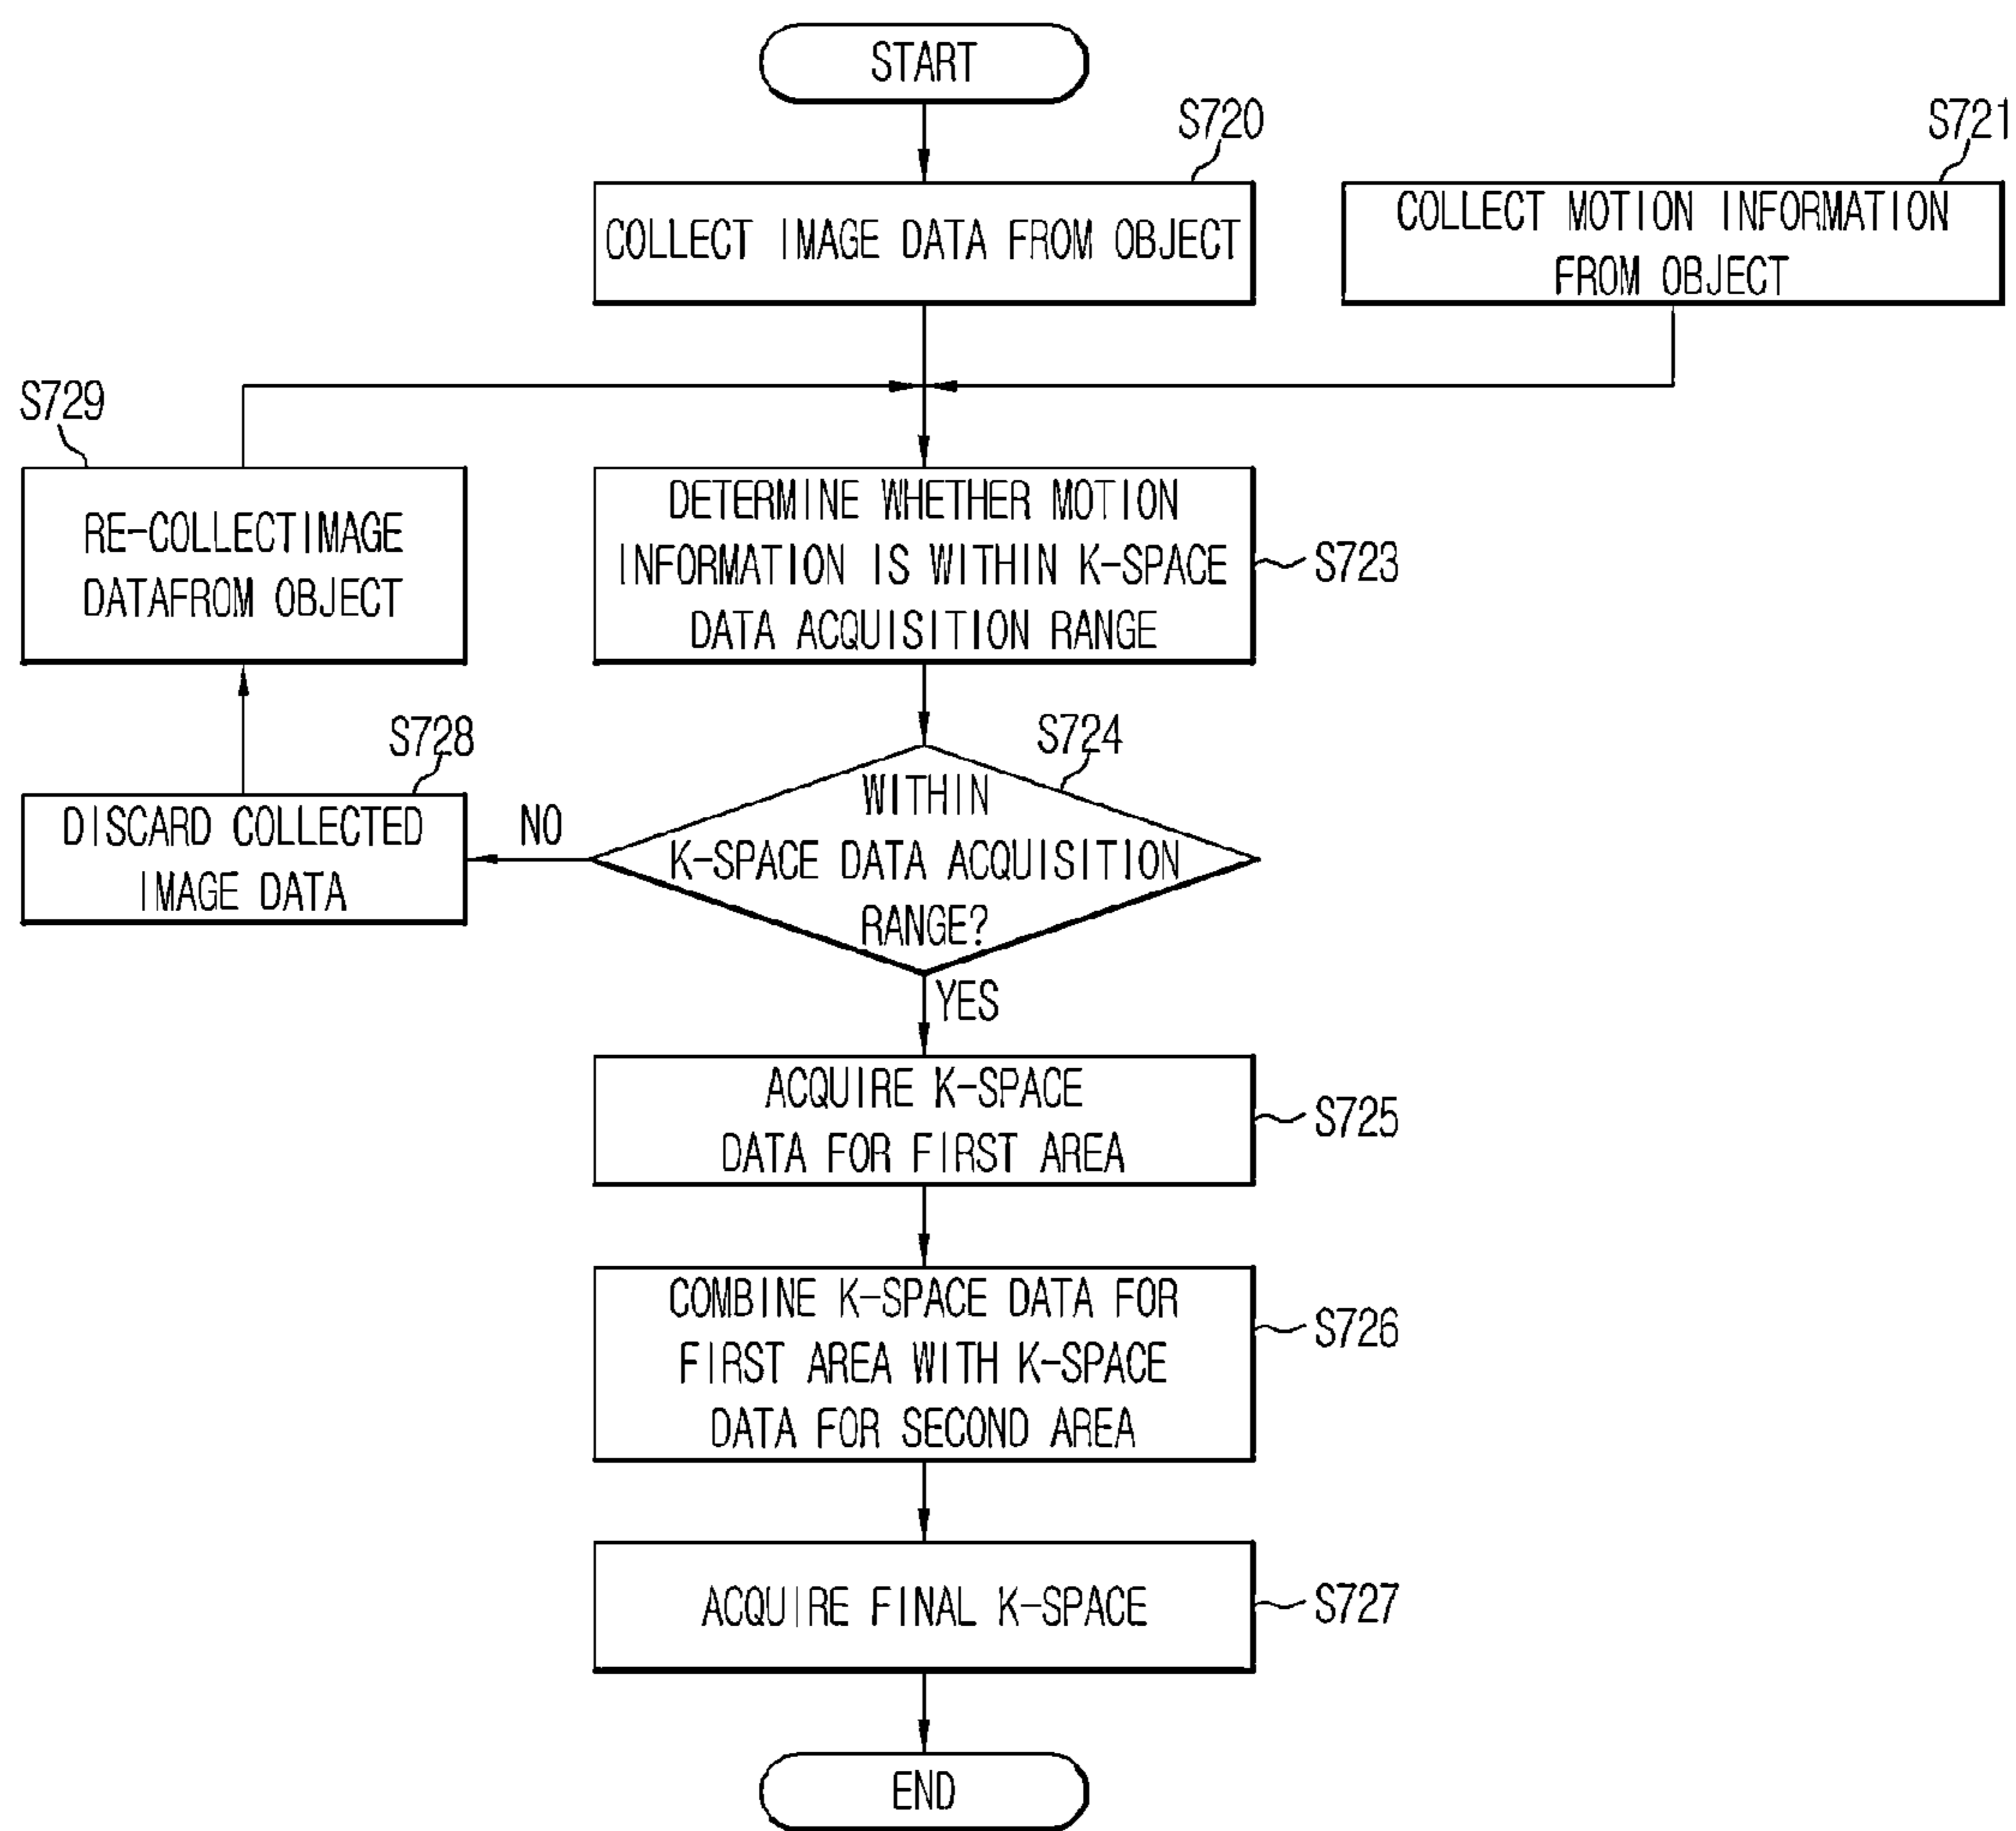 START
S720
COLLECT IMAGE DATA FROM OBJECT
S721
COLLECT MOTION INFORMATION
FROM OBJECT
S729
RE-COLLECTIMAGE
DATAFROM OBJECT
DETERMINE WHETHER MOTION
INFORMATION IS WITHIN K-SPACE
DATA ACQUISITION RANGE
S723
S728
DISCARD COLLECTED
IMAGE DATA
NO
S724
WITHIN
K-SPACE DATA ACQUISITION
RANGE?
YES
ACQUIRE K-SPACE
DATA FOR FIRST AREA
S725
COMBINE K-SPACE DATA FOR
FIRST AREA WITH K-SPACE
DATA FOR SECOND AREA
S726
ACQUIRE FINAL K-SPACE
S727
END